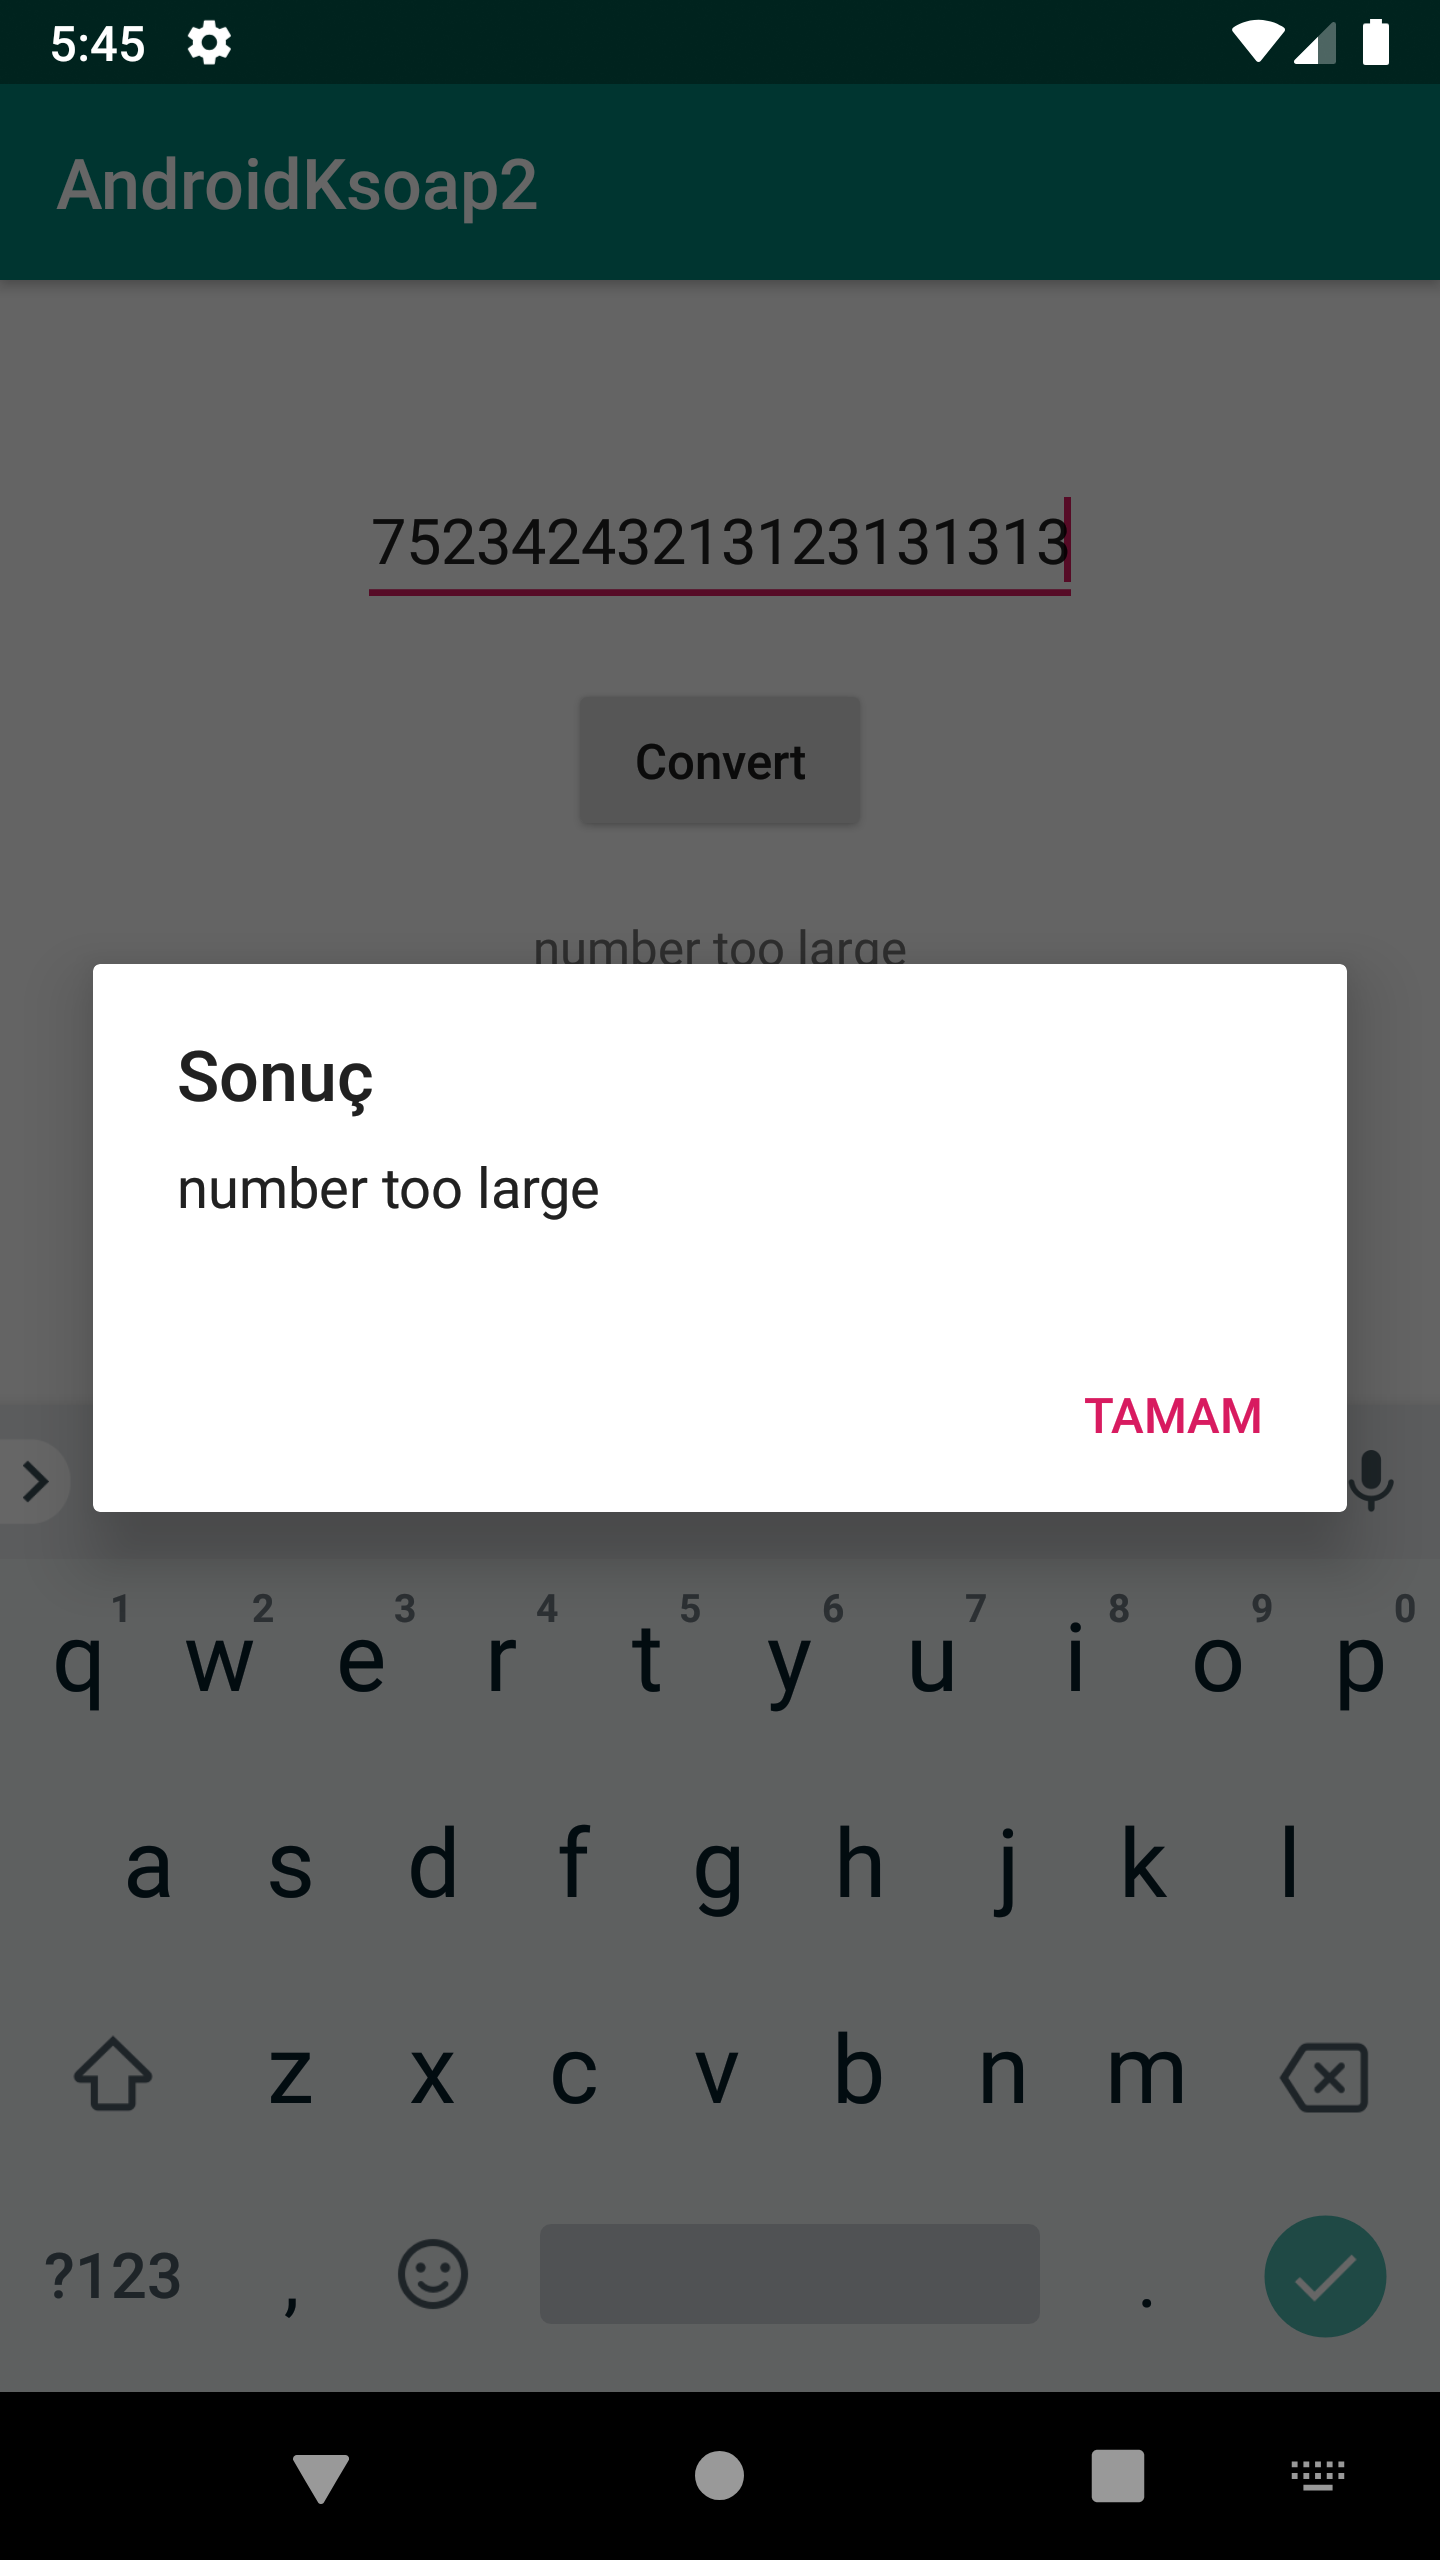 5:45
AndroidKsoap2
75234243213123131313
Convert
number too large
Sonuç
number too large
TAMAM
1 2 3 4 5 6 7 8 9 0
q w e r t y u i o p
a s d f g h j k l
z x c v b n m
?123 , .